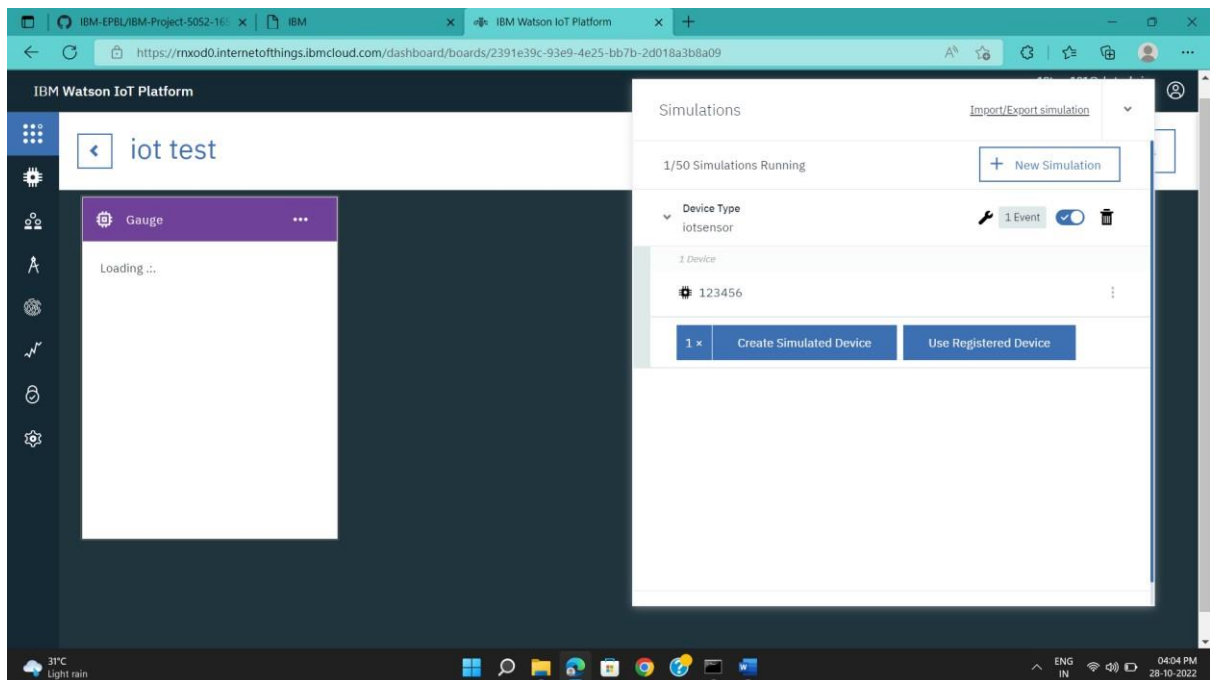 IBM-EPBL/IBM-Project-5052-165
IBM
IBM Watson IoT Platform
https://rnxod0.internetofthings.ibmcloud.com/dashboard/boards/2391e39c-93e9-4e25-bb7b-2d018a3b8a09
IBM Watson IoT Platform
iot test
Gauge
Loading .:.
Simulations
Import/Export simulation
1/50 Simulations Running
+ New Simulation
Device Type
iotsensor
1 Event
1 Device
123456
1 ×
Create Simulated Device
Use Registered Device
31°C
Light rain
ENG
IN
04:04 PM
28-10-2022